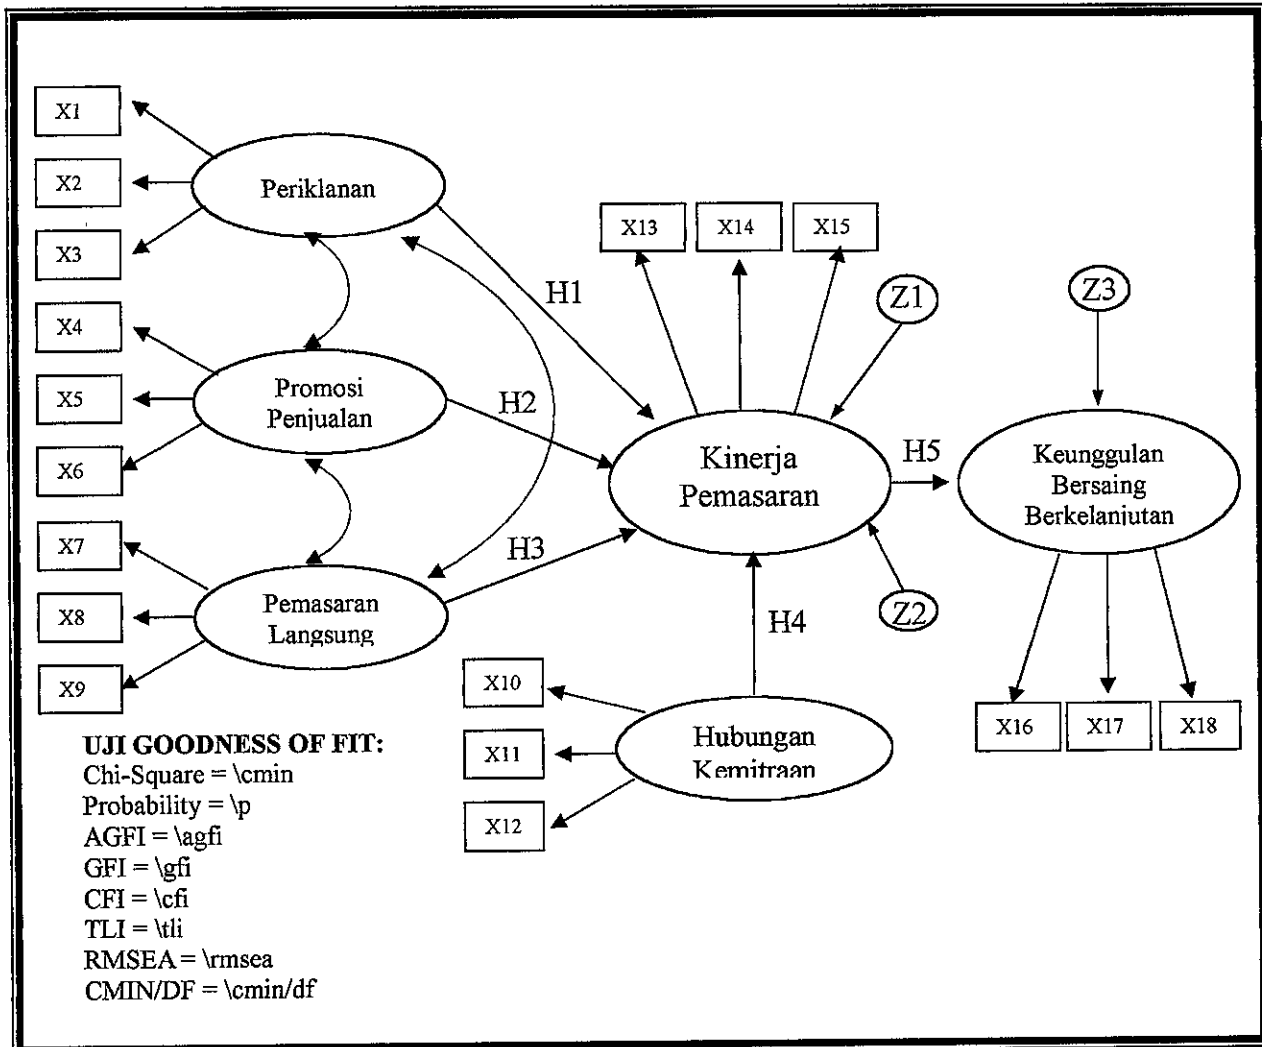 X1
X2
X3
X4
X5
X6
X7
X8
X9
Periklanan
Promosi
Penjualan
Pemasaran
Langsung
H1
H2
H3
X13
X14
X15
Z1
Z3
Kinerja
Pemasaran
H5
Keunggulan
Bersaing
Berkelanjutan
Z2
H4
X10
X11
X12
Hubungan
Kemitraan
X16
X17
X18
UJI GOODNESS OF FIT:
Chi-Square = \cmin
Probability = \p
AGFI = \agfi
GFI = \gfi
CFI = \cfi
TLI = \tli
RMSEA = \rmsea
CMIN/DF = \cmin/df